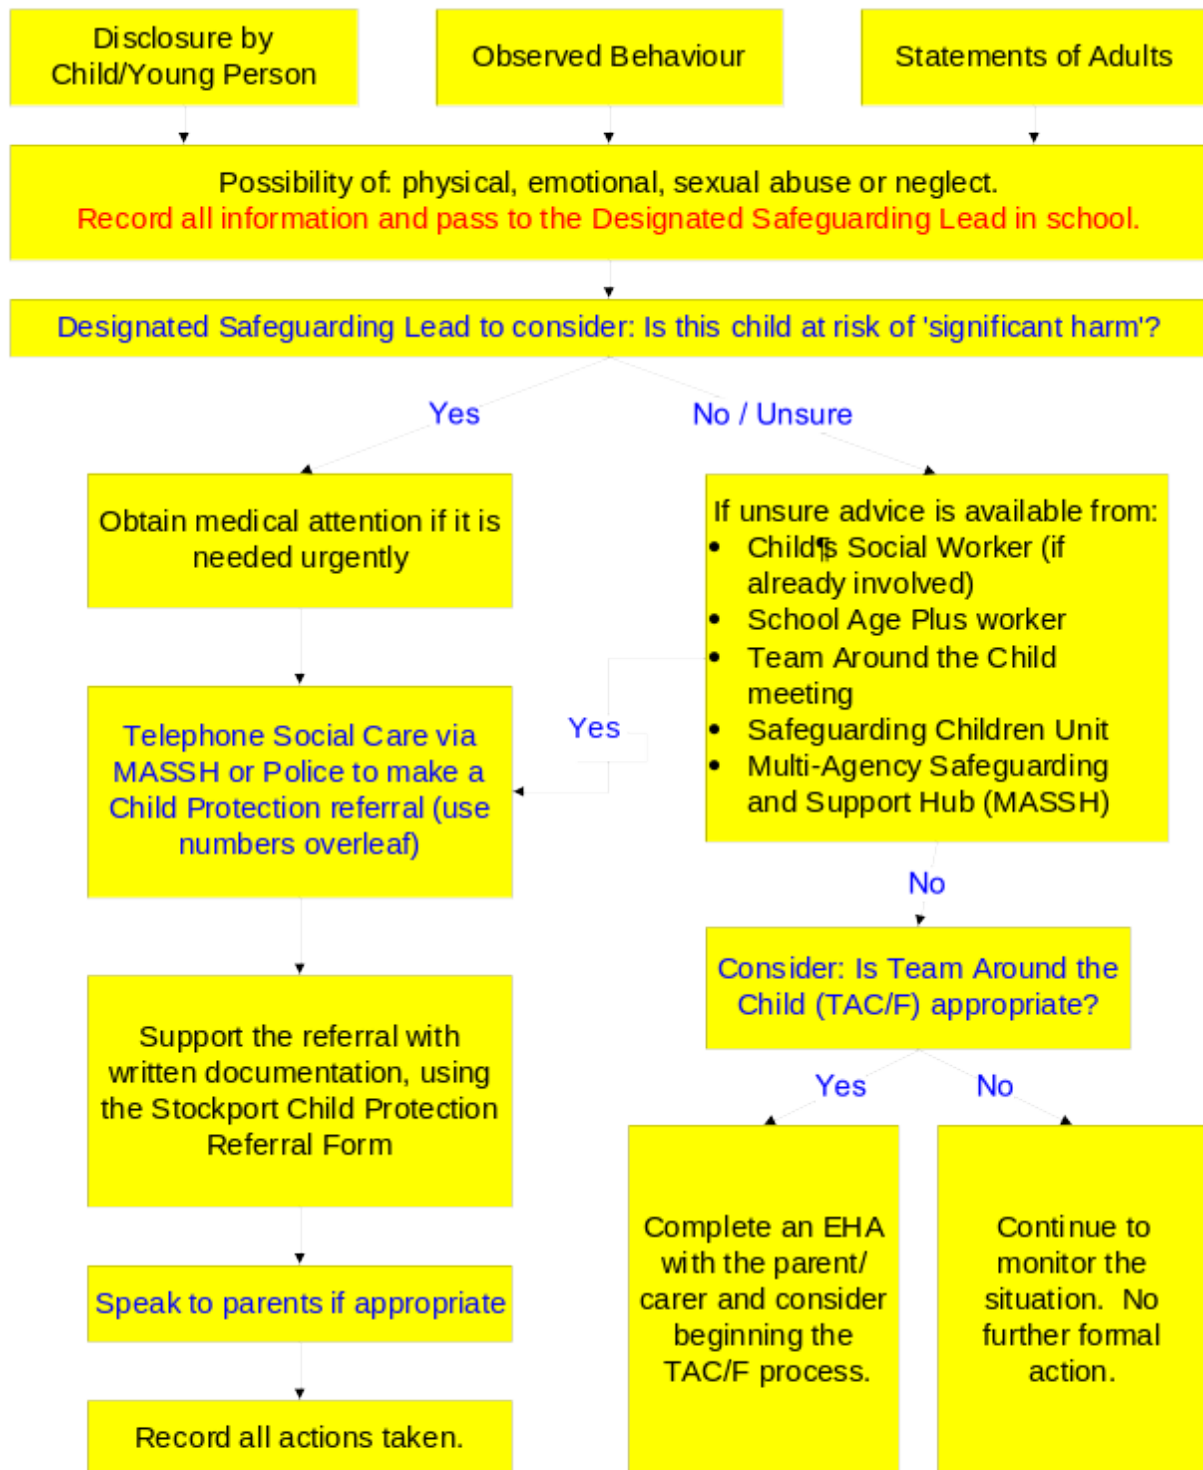 Disclosure by
Child/Young Person
Observed Behaviour
Statements of Adults
Possibility of: physical, emotional, sexual abuse or neglect.
Record all information and pass to the Designated Safeguarding Lead in school.
Designated Safeguarding Lead to consider: Is this child at risk of 'significant harm'?
Yes
No / Unsure
Obtain medical attention if it is
needed urgently
If unsure advice is available from:
• Child¶s Social Worker (if
already involved)
• School Age Plus worker
• Team Around the Child
meeting
• Safeguarding Children Unit
• Multi-Agency Safeguarding
and Support Hub (MASSH)
Yes
Telephone Social Care via
MASSH or Police to make a
Child Protection referral (use
numbers overleaf)
No
Consider: Is Team Around the
Child (TAC/F) appropriate?
Support the referral with
written documentation, using
the Stockport Child Protection
Referral Form
Yes
No
Speak to parents if appropriate
Record all actions taken.
Complete an EHA
with the parent/
carer and consider
beginning the
TAC/F process.
Continue to
monitor the
situation.  No
further formal
action.